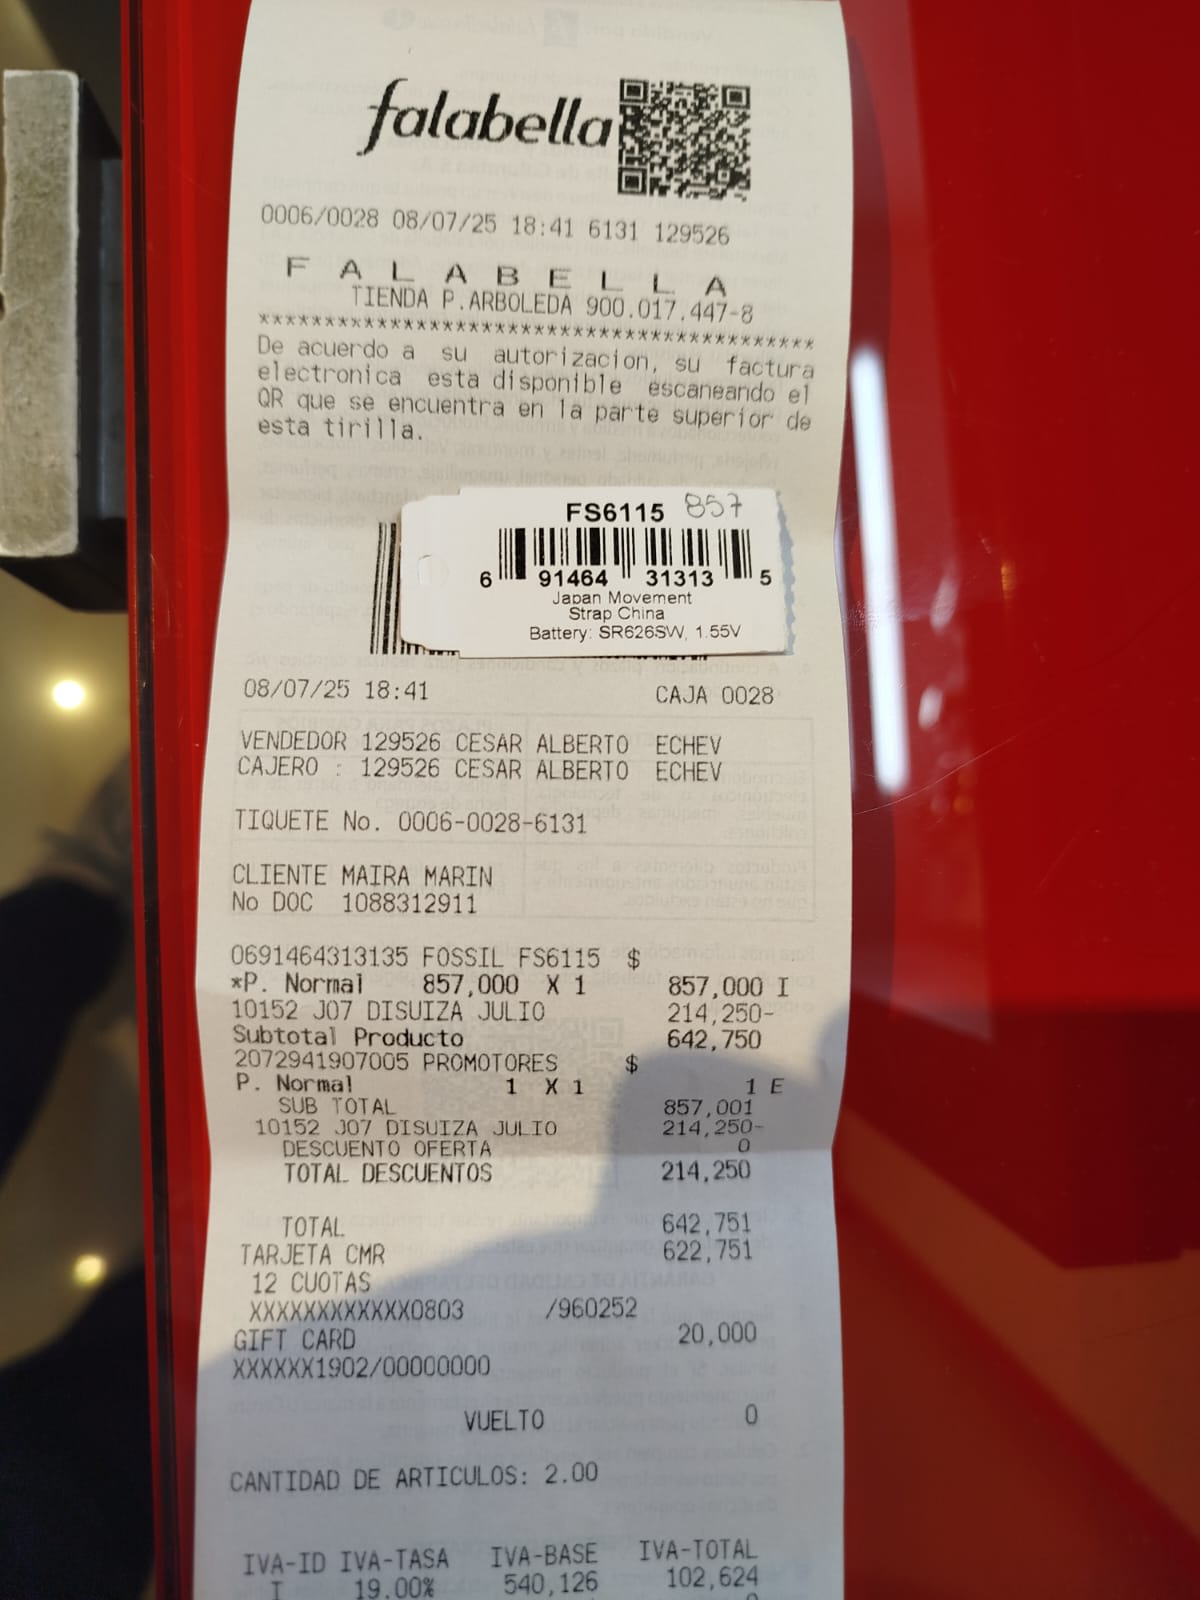 falabella
0006/0028 08/07/25 18:41 6131 129526
F A L A B E L L A
TIENDA P.ARBOLEDA 900.017.447-8
******************************************
De acuerdo a su autorizacion, su factura
electronica esta disponible escaneando el
QR que se encuentra en la parte superior de
esta tirilla.
FS6115 857
6 91464 31313 5
Japan Movement
Strap China
Battery: SR626SW, 1.55V
08/07/25 18:41 CAJA 0028
VENDEDOR 129526 CESAR ALBERTO ECHEV
CAJERO : 129526 CESAR ALBERTO ECHEV
TIQUETE No. 0006-0028-6131
CLIENTE MAIRA MARIN
No DOC 1088312911
0691464313135 FOSSIL FS6115 $
*P. Normal 857,000 X 1 857,000 I
10152 J07 DISUIZA JULIO 214,250-
Subtotal Producto 642,750
2072941907005 PROMOTORES $
P. Normal 1 X 1 1 E
SUB TOTAL 857,001
10152 J07 DISUIZA JULIO 214,250-
DESCUENTO OFERTA 0
TOTAL DESCUENTOS 214,250
TOTAL 642,751
TARJETA CMR 622,751
12 CUOTAS
XXXXXXXXXXXX0803 /960252
GIFT CARD 20,000
XXXXXX1902/00000000
VUELTO 0
CANTIDAD DE ARTICULOS: 2.00
IVA-ID IVA-TASA IVA-BASE IVA-TOTAL
I 19.00% 540,126 102,624